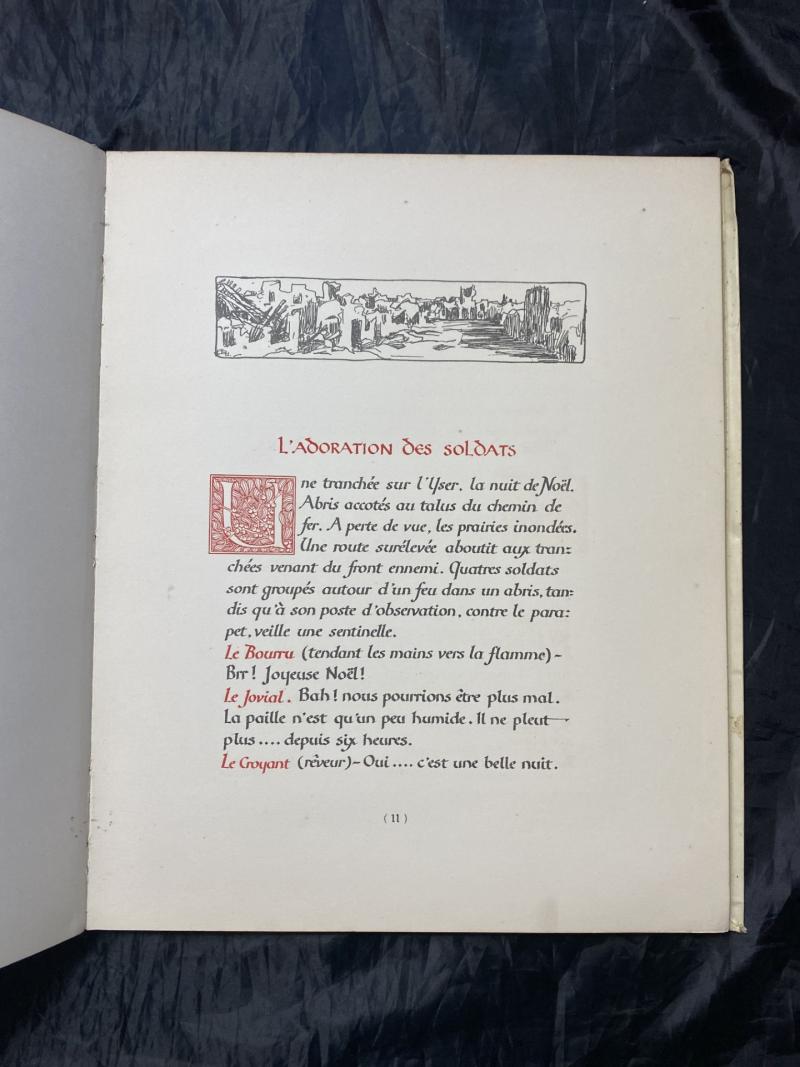 L'ADORATION DES SOLDATS
Une tranchée sur l'Yser, la nuit de Noël.
Abris accotés au talus du chemin de
fer. A perte de vue, les prairies inondées.
Une route surélevée aboutit aux tran=
chées venant du front ennemi. Quatres soldats
sont groupés autour d'un feu dans un abris, tan=
dis qu'à son poste d'observation, contre le para=
pet, veille une sentinelle.
Le Bourru (tendant les mains vers la flamme)-
Brr! Joyeuse Noël!
Le Jovial. Bah! nous pourrions être plus mal.
La paille n'est qu'un peu humide. Il ne pleut
plus.... depuis six heures.
Le Croyant (rêveur)-Oui.... c'est une belle nuit.
(11)